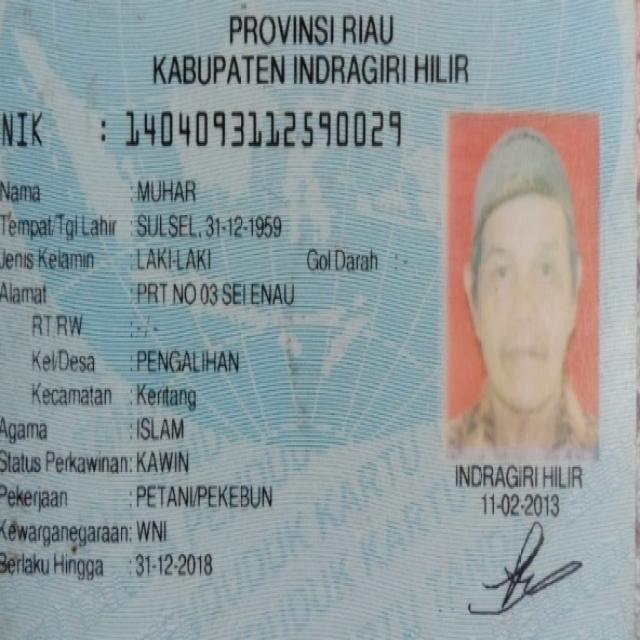 PROVINSI RIAU
KABUPATEN INDRAGIRI HILIR
NIK : 1404093112590029
Nama : MUHAR
Tempat/Tgl Lahir : SULSEL, 31-12-1959
Jenis Kelamin : LAKI-LAKI Gol Darah : -
Alamat : PRT NO 03 SEI ENAU
RT RW : -/-
Kel/Desa : PENGALIHAN
Kecamatan : Keritang
Agama : ISLAM
Status Perkawinan: KAWIN
Pekerjaan : PETANI/PEKEBUN
Kewarganegaraan: WNI
Berlaku Hingga : 31-12-2018
INDRAGIRI HILIR
11-02-2013